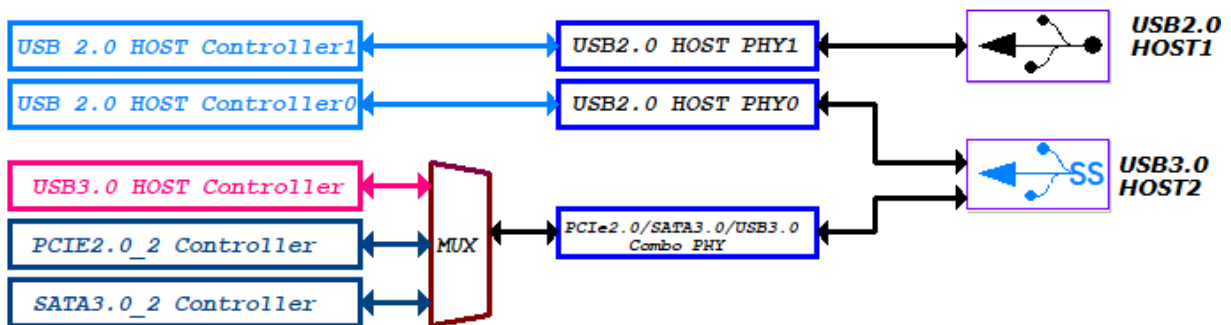 USB 2.0 HOST Controller1
USB2.0 HOST PHY1
USB2.0
HOST1
USB 2.0 HOST Controller0
USB2.0 HOST PHY0
USB3.0 HOST Controller
SS
USB3.0
HOST2
PCIE2.0_2 Controller
MUX
PCIe2.0/SATA3.0/USB3.0
Combo PHY
SATA3.0_2 Controller